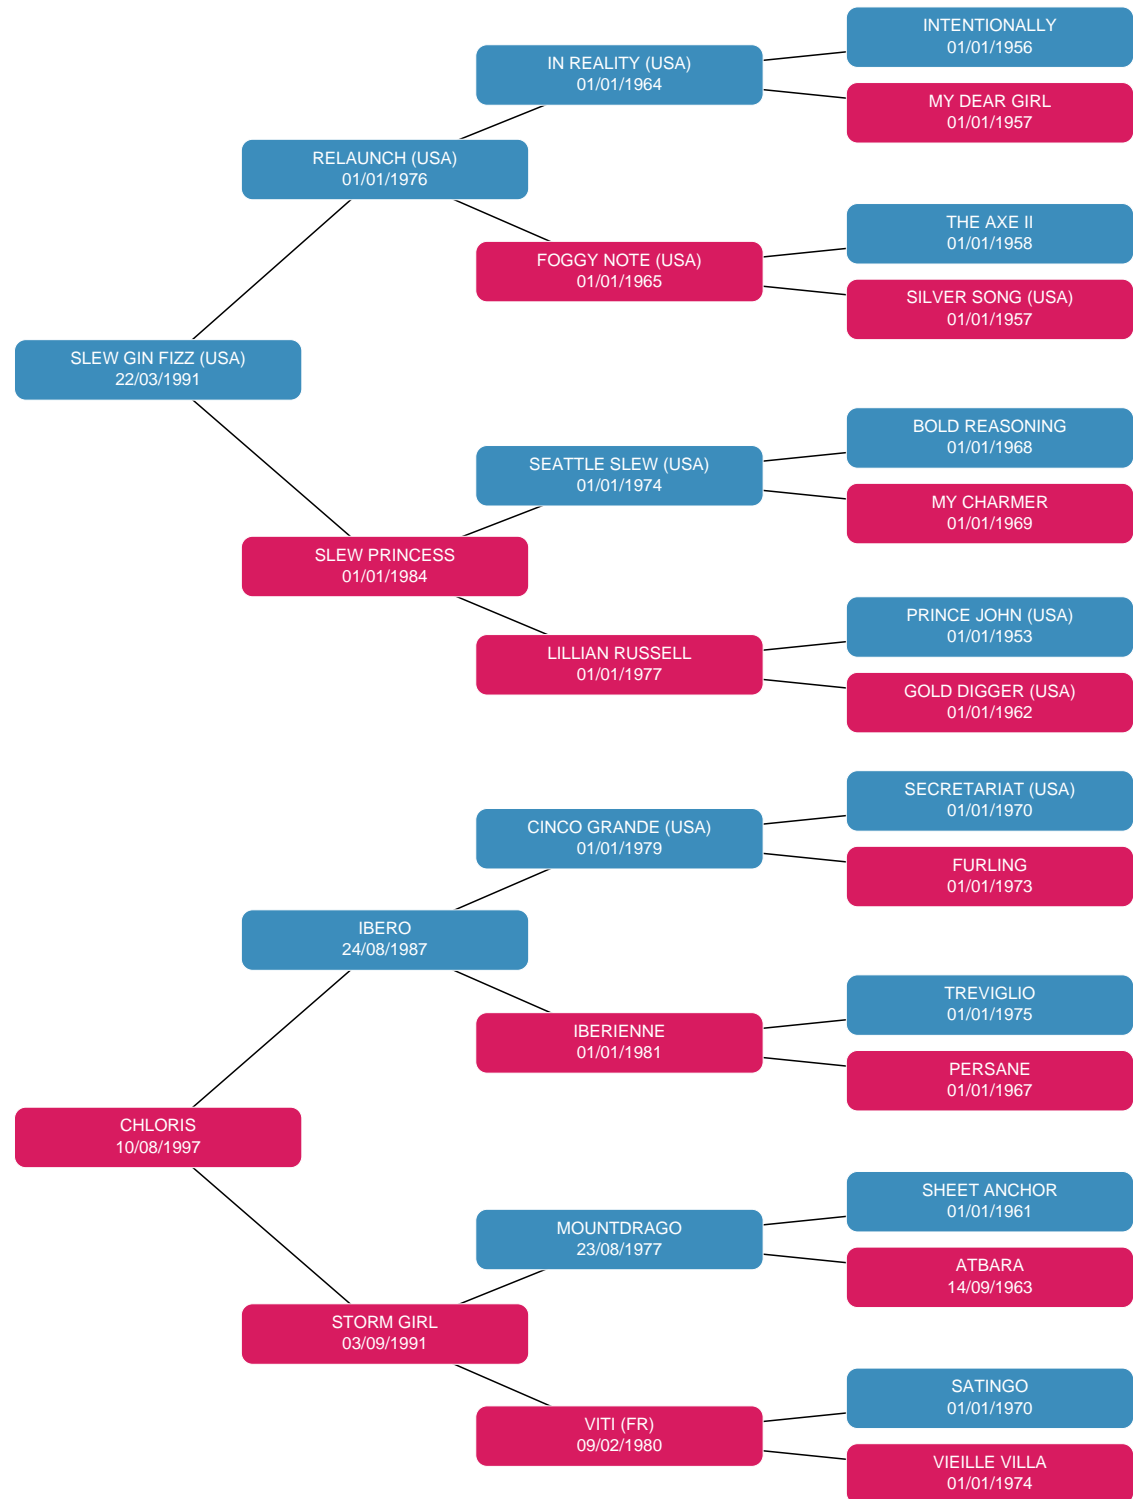 INTENTIONALLY
01/01/1956
IN REALITY (USA)
01/01/1964
MY DEAR GIRL
01/01/1957
RELAUNCH (USA)
01/01/1976
THE AXE II
01/01/1958
FOGGY NOTE (USA)
01/01/1965
SILVER SONG (USA)
01/01/1957
SLEW GIN FIZZ (USA)
22/03/1991
BOLD REASONING
01/01/1968
SEATTLE SLEW (USA)
01/01/1974
MY CHARMER
01/01/1969
SLEW PRINCESS
01/01/1984
PRINCE JOHN (USA)
01/01/1953
LILLIAN RUSSELL
01/01/1977
GOLD DIGGER (USA)
01/01/1962
SECRETARIAT (USA)
01/01/1970
CINCO GRANDE (USA)
01/01/1979
FURLING
01/01/1973
IBERO
24/08/1987
TREVIGLIO
01/01/1975
IBERIENNE
01/01/1981
PERSANE
01/01/1967
CHLORIS
10/08/1997
SHEET ANCHOR
01/01/1961
MOUNTDRAGO
23/08/1977
ATBARA
14/09/1963
STORM GIRL
03/09/1991
SATINGO
01/01/1970
VITI (FR)
09/02/1980
VIEILLE VILLA
01/01/1974